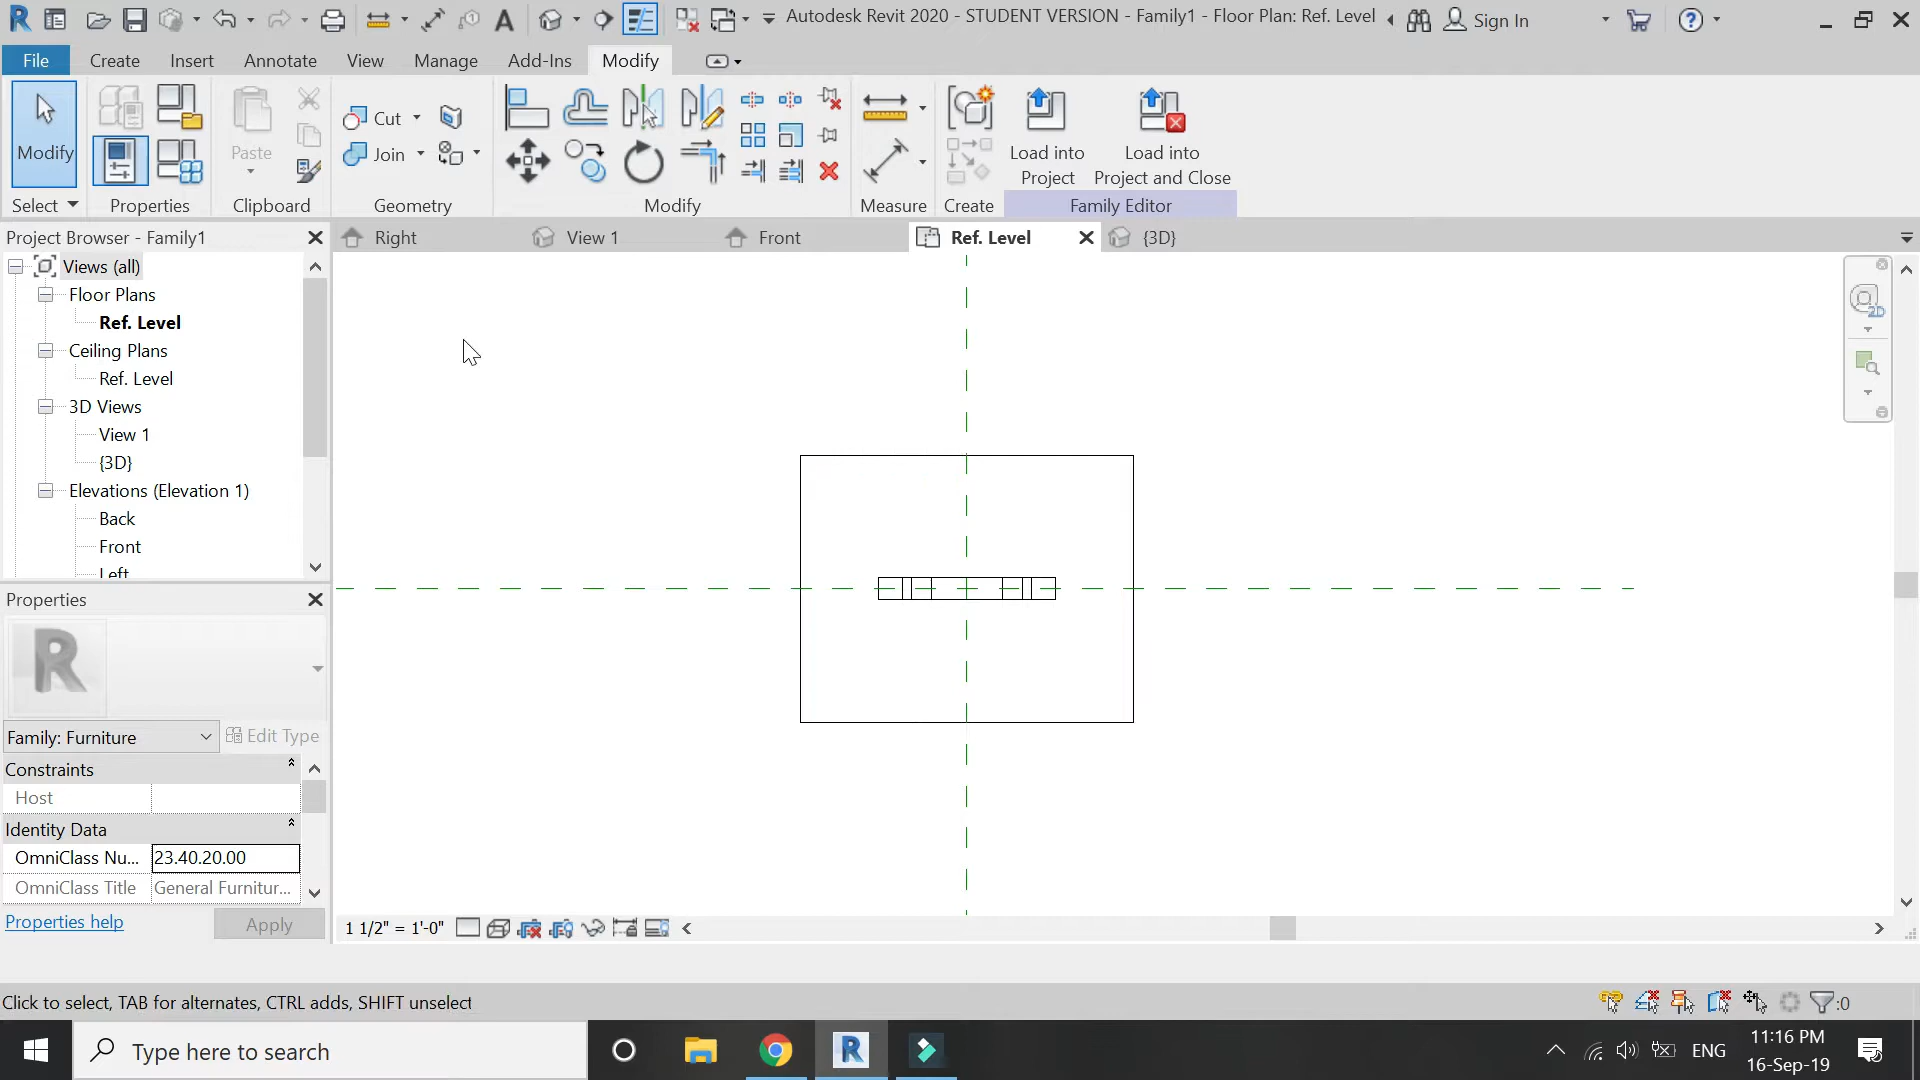 Autodesk Revit 2020 - STUDENT VERSION - Family1 - Floor Plan: Ref. Level
Sign In
File
Create
Insert
Annotate
View
Manage
Add-Ins
Modify
Modify
Paste
Cut
Join
Load into
Project
Load into
Project and Close
Select
Properties
Clipboard
Geometry
Modify
Measure
Create
Family Editor
Project Browser - Family1
Right
View 1
Front
Ref. Level
{3D}
Views (all)
Floor Plans
Ref. Level
Ceiling Plans
Ref. Level
3D Views
View 1
{3D}
Elevations (Elevation 1)
Back
Front
Left
2D
Properties
Family: Furniture
Edit Type
Constraints
Host
Identity Data
OmniClass Nu... 23.40.20.00
OmniClass Title General Furnitur...
Properties help
Apply
1 1/2" = 1'-0"
Click to select, TAB for alternates, CTRL adds, SHIFT unselect
:0
Type here to search
ENG
11:16 PM
16-Sep-19